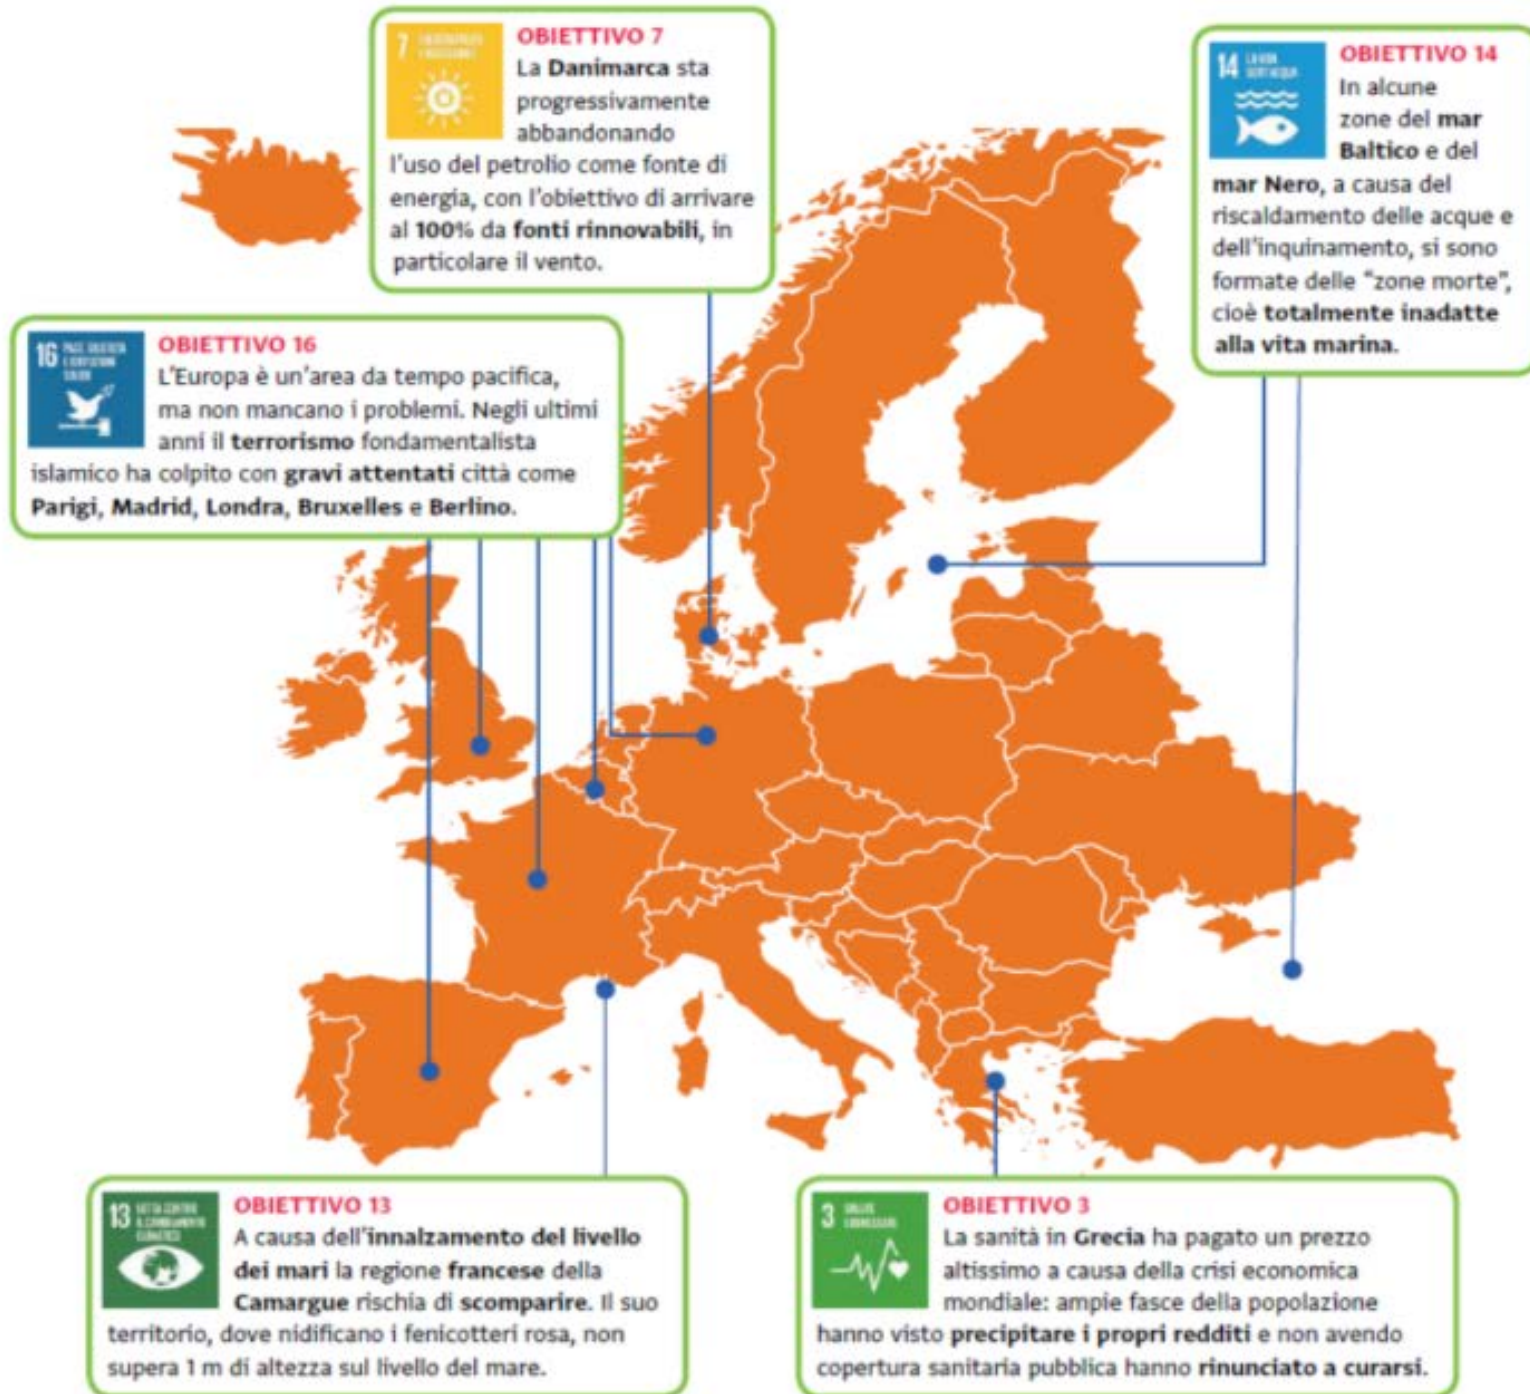 OBIETTIVO 7
La Danimarca sta
progressivamente
abbandonando
l'uso del petrolio come fonte di
energia, con l'obiettivo di arrivare
al 100% da fonti rinnovabili, in
particolare il vento.
7
OBIETTIVO 14
In alcune
zone del mar
Baltico e del
mar Nero, a causa del
riscaldamento delle acque e
dell'inquinamento, si sono
formate delle "zone morte",
cioè totalmente inadatte
alla vita marina.
14
OBIETTIVO 16
L'Europa è un'area da tempo pacifica,
ma non mancano i problemi. Negli ultimi
anni il terrorismo fondamentalista
islamico ha colpito con gravi attentati città come
Parigi, Madrid, Londra, Bruxelles e Berlino.
16
OBIETTIVO 13
A causa dell'innalzamento del livello
dei mari la regione francese della
Camargue rischia di scomparire. Il suo
territorio, dove nidificano i fenicotteri rosa, non
supera 1 m di altezza sul livello del mare.
13
OBIETTIVO 3
La sanità in Grecia ha pagato un prezzo
altissimo a causa della crisi economica
mondiale: ampie fasce della popolazione
hanno visto precipitare i propri redditi e non avendo
copertura sanitaria pubblica hanno rinunciato a curarsi.
3